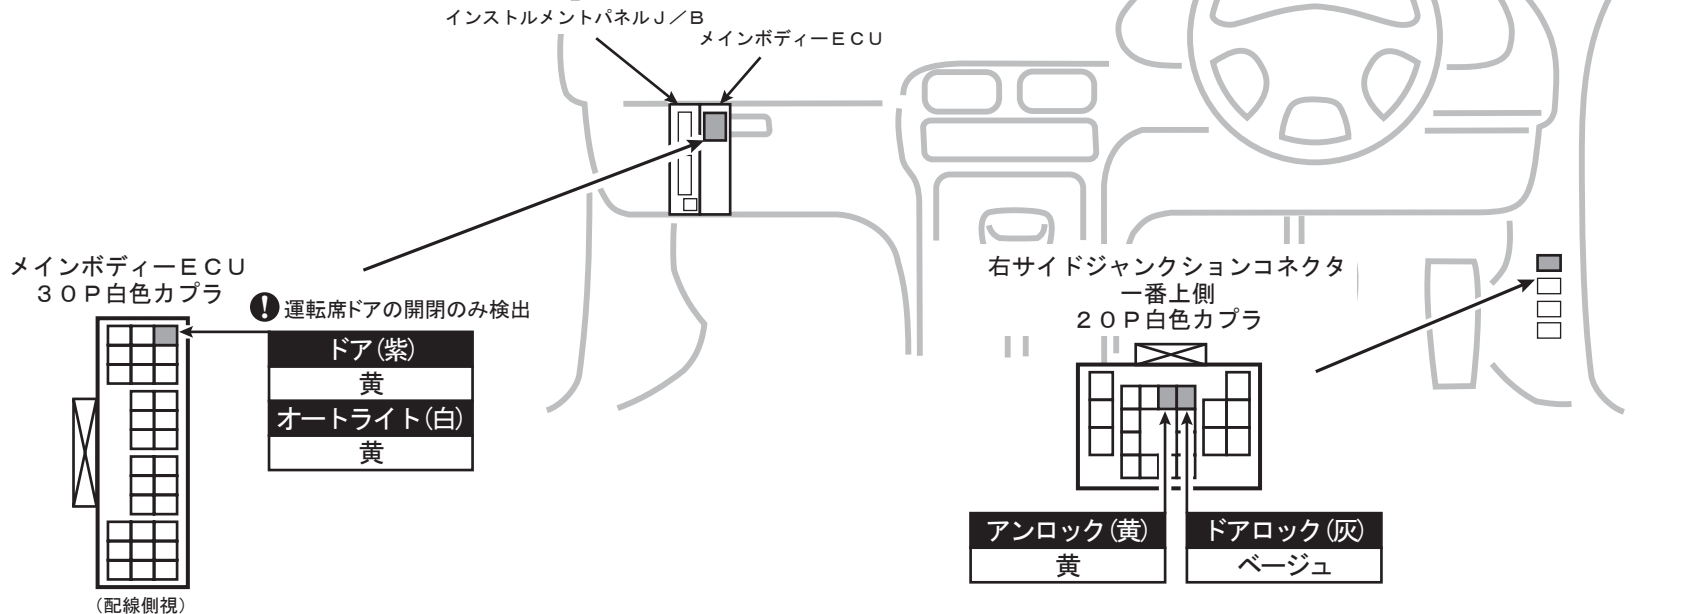 インストルメントパネルJ／B
メインボディーECU
メインボディーECU
30P白色カプラ
運転席ドアの開閉のみ検出
ドア(紫)
黄
オートライト(白)
黄
(配線側視)
右サイドジャンクションコネクタ
一番上側
20P白色カプラ
アンロック(黄)
黄
ドアロック(灰)
ベージュ